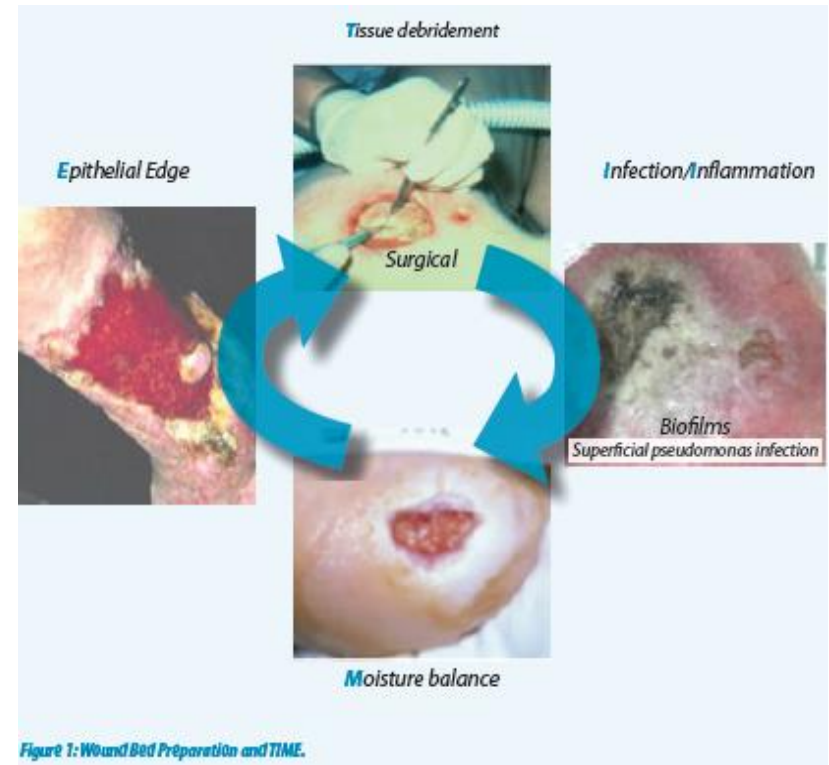 Tissue debridement
Epithelial Edge
Infection/Inflammation
Surgical
Biofilms
Superficial pseudomonas infection
Moisture balance
Figure 1: Wound Bed Preparation and TIME.